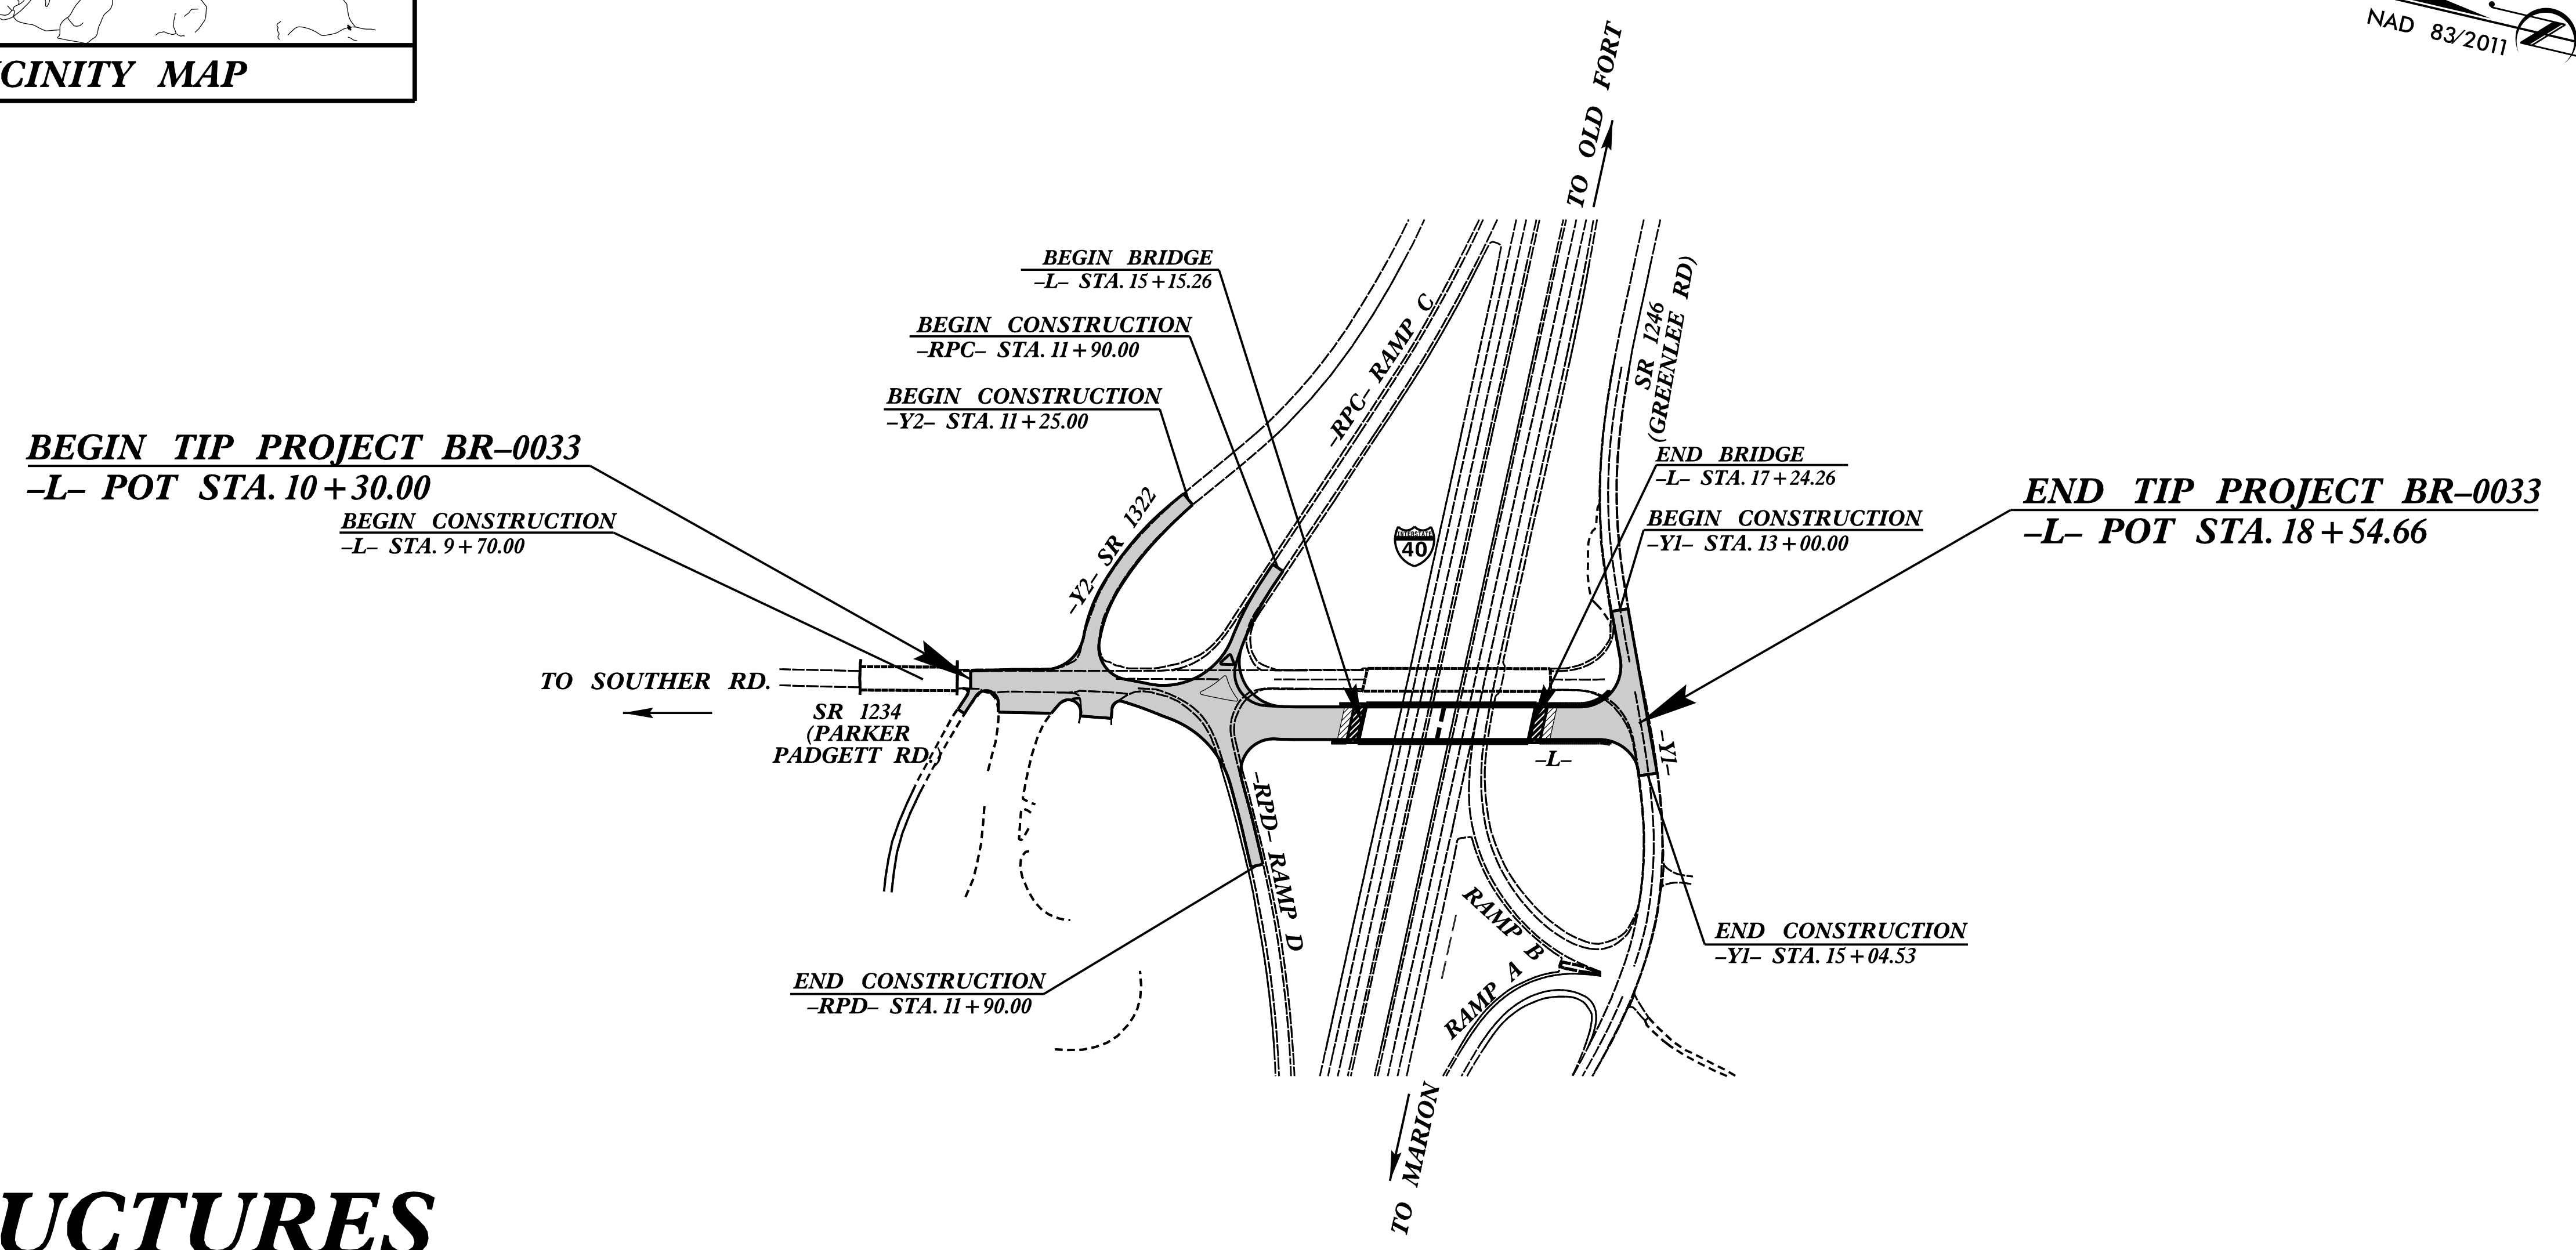 CINITY MAP
NAD 83/2011
TO OLD FORT
BEGIN BRIDGE
–L– STA. 15+15.26
BEGIN CONSTRUCTION
–RPC– STA. 11+90.00
BEGIN CONSTRUCTION
–Y2– STA. 11+25.00
BEGIN TIP PROJECT BR–0033
–L– POT STA. 10+30.00
BEGIN CONSTRUCTION
–L– STA. 9+70.00
–RPC– RAMP C
SR 1246
(GREENLEE RD)
END BRIDGE
–L– STA. 17+24.26
BEGIN CONSTRUCTION
–Y1– STA. 13+00.00
END TIP PROJECT BR–0033
–L– POT STA. 18+54.66
–Y2– SR 1322
INTERSTATE
40
TO SOUTHER RD.
SR 1234
(PARKER
PADGETT RD.)
–L–
–Y1–
–RPD– RAMP D
RAMP B
RAMP A
END CONSTRUCTION
–Y1– STA. 15+04.53
END CONSTRUCTION
–RPD– STA. 11+90.00
TO MARION
UCTURES